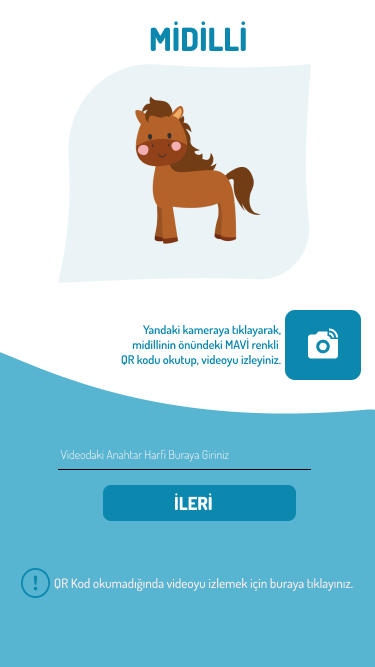 MİDİLLİ
Yandaki kameraya tıklayarak,
midillinin önündeki MAVİ renkli
QR kodu okutup, videoyu izleyiniz.
Videodaki Anahtar Harfi Buraya Giriniz
İLERİ
QR Kod okumadığında videoyu izlemek için buraya tıklayınız.